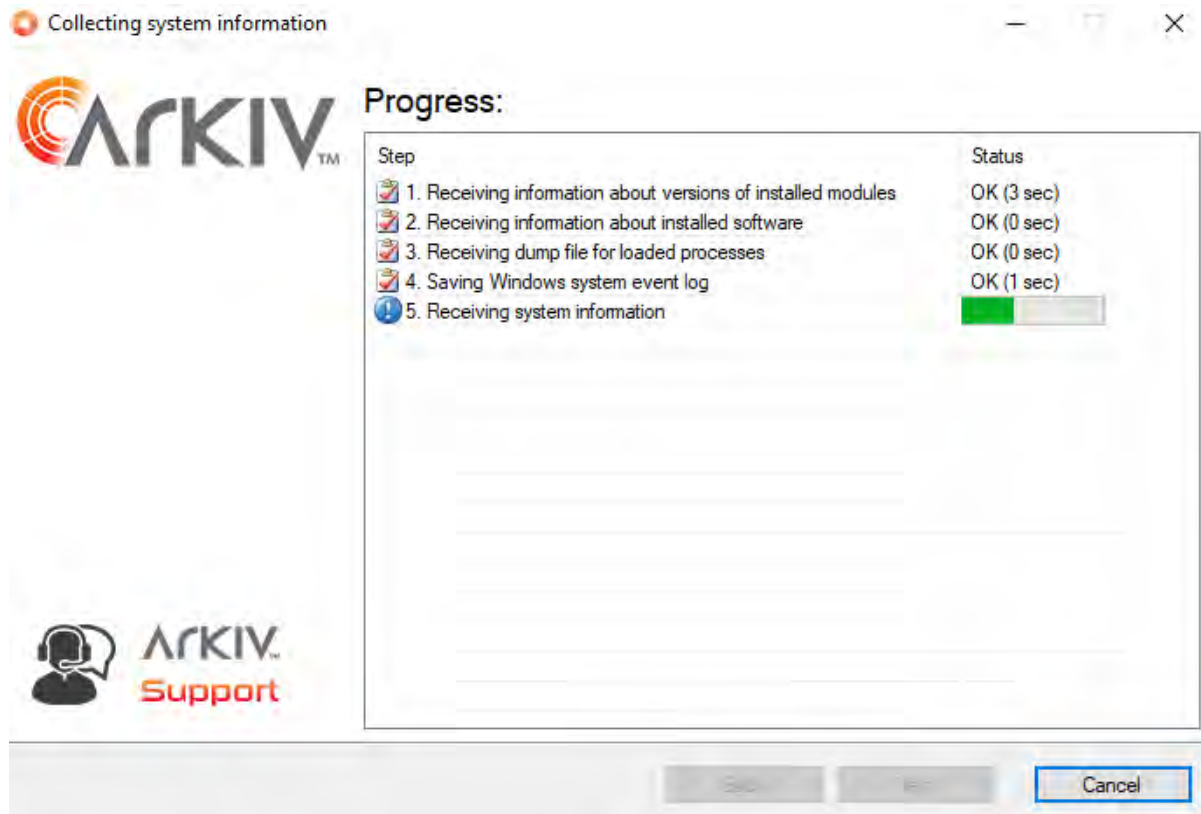 Collecting system information
ARKIV TM
Progress:
Step Status
1. Receiving information about versions of installed modules OK (3 sec)
2. Receiving information about installed software OK (0 sec)
3. Receiving dump file for loaded processes OK (0 sec)
4. Saving Windows system event log OK (1 sec)
5. Receiving system information
ARKIV
Support
Cancel